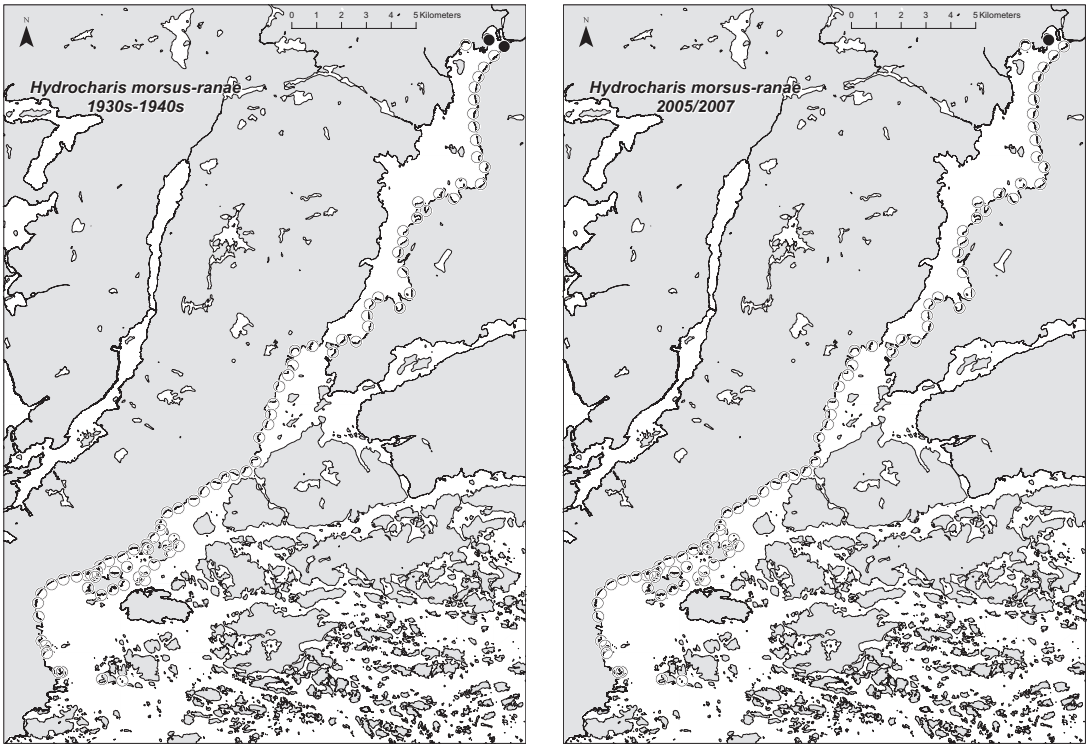 N
0 1 2 3 4 5 Kilometers
Hydrocharis morsus-ranae
1930s-1940s
N
0 1 2 3 4 5 Kilometers
Hydrocharis morsus-ranae
2005/2007